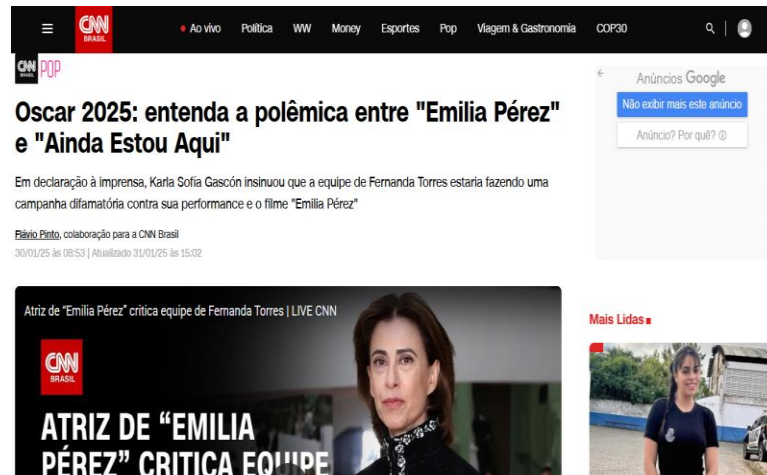 CNN
BRASIL
Ao vivo Política WW Money Esportes Pop Viagem & Gastronomia COP30
CNN POP
BRASIL
Oscar 2025: entenda a polêmica entre "Emilia Pérez"
e "Ainda Estou Aqui"
Em declaração à imprensa, Karla Sofía Gascón insinuou que a equipe de Fernanda Torres estaria fazendo uma
campanha difamatória contra sua performance e o filme "Emilia Pérez"
Flávio Pinto, colaboração para a CNN Brasil
30/01/25 às 08:53 | Atualizado 31/01/25 às 15:02
Anúncios Google
Não exibir mais este anúncio
Anúncio? Por quê?
Atriz de "Emilia Pérez" critica equipe de Fernanda Torres | LIVE CNN
CNN
BRASIL
ATRIZ DE "EMILIA
PÉREZ" CRITICA EQUIPE
Mais Lidas